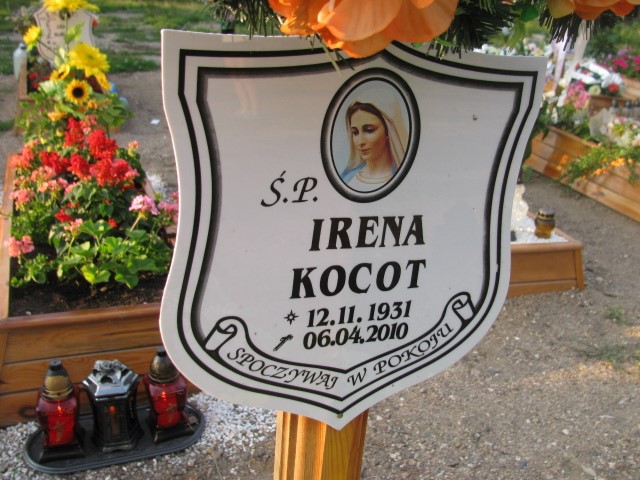 Ś.P.
IRENA
KOCOT
12.11.1931
06.04.2010
SPOCZYWAJ W POKOJU